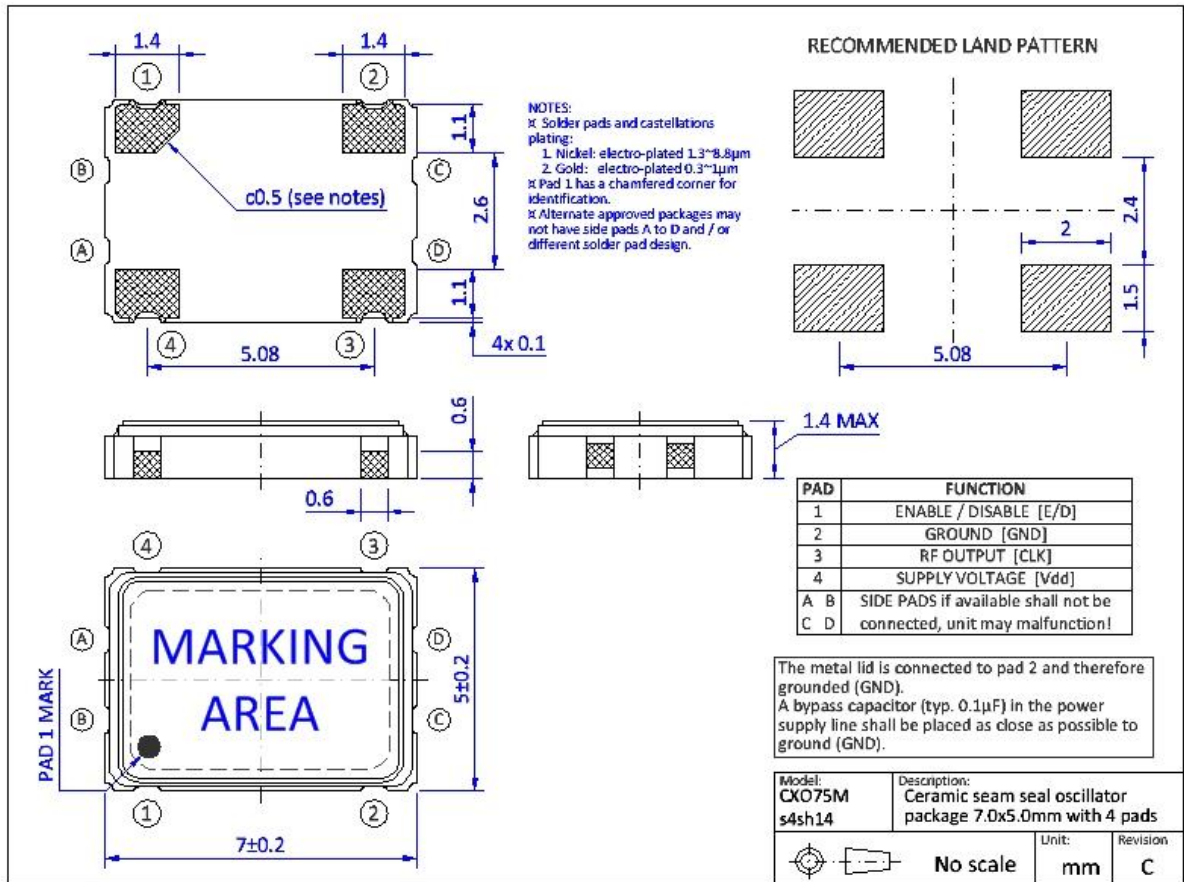 1.4
1.4
1
2
1.1
B
C
c0.5 (see notes)
2.6
A
D
1.1
4
3
4x 0.1
5.08
NOTES:
¤ Solder pads and castellations
plating:
1. Nickel: electro-plated 1.3~8.8µm
2. Gold: electro-plated 0.3~1µm
¤ Pad 1 has a chamfered corner for
identification.
¤ Alternate approved packages may
not have side pads A to D and / or
different solder pad design.
RECOMMENDED LAND PATTERN
2.4
2
1.5
5.08
0.6
0.6
1.4 MAX
PAD FUNCTION
1 ENABLE / DISABLE [E/D]
2 GROUND [GND]
3 RF OUTPUT [CLK]
4 SUPPLY VOLTAGE [Vdd]
A B SIDE PADS if available shall not be
C D connected, unit may malfunction!
4
3
A
D
MARKING
AREA
B
C
PAD 1 MARK
5±0.2
1
2
7±0.2
The metal lid is connected to pad 2 and therefore
grounded (GND).
A bypass capacitor (typ. 0.1µF) in the power
supply line shall be placed as close as possible to
ground (GND).
Model:
CXO75M
s4sh14
Description:
Ceramic seam seal oscillator
package 7.0x5.0mm with 4 pads
No scale
Unit:
mm
Revision
C